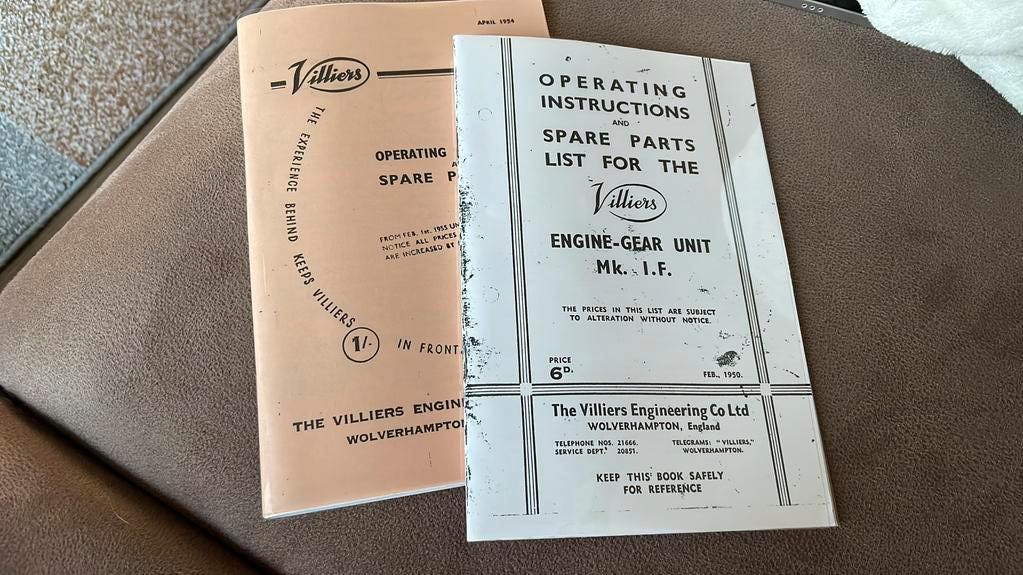 APRIL 1954
Villiers
THE EXPERIENCE BEHIND KEEPS VILLIERS
IN FRONT
1/-
OPERATING
SPARE
FROM FEB. 1st. 1955
NOTICE ALL PRICES
ARE INCREASED BY
THE VILLIERS
WOLVERHAMPTO
OPERATING
INSTRUCTIONS
AND
SPARE PARTS
LIST FOR THE
Villiers
ENGINE-GEAR UNIT
Mk. I.F.
THE PRICES IN THIS LIST ARE SUBJECT
TO ALTERATION WITHOUT NOTICE.
PRICE
6D.
FEB., 1950.
The Villiers Engineering Co Ltd
WOLVERHAMPTON, England
TELEPHONE NOS. 21666. TELEGRAMS: "VILLIERS,"
SERVICE DEPT. 20851. WOLVERHAMPTON.
KEEP THIS BOOK SAFELY
FOR REFERENCE